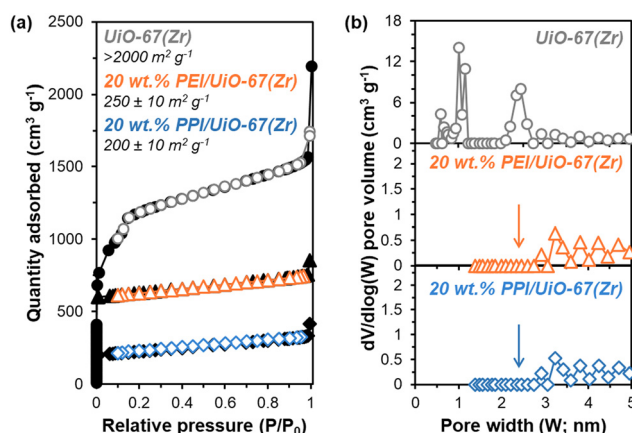 (a)
UiO-67(Zr)
>2000 m² g⁻¹
20 wt.% PEI/UiO-67(Zr)
250 ± 10 m² g⁻¹
20 wt.% PPI/UiO-67(Zr)
200 ± 10 m² g⁻¹
Quantity adsorbed (cm³ g⁻¹)
2500
2000
1500
1000
500
0
0 0.2 0.4 0.6 0.8 1
Relative pressure (P/P₀)
(b)
UiO-67(Zr)
18
12
6
0
20 wt.% PEI/UiO-67(Zr)
2
1.5
1
0.5
0
20 wt.% PPI/UiO-67(Zr)
2
1.5
1
0.5
0
dV/dlog(W) pore volume (cm³ g⁻¹)
0 1 2 3 4 5
Pore width (W; nm)